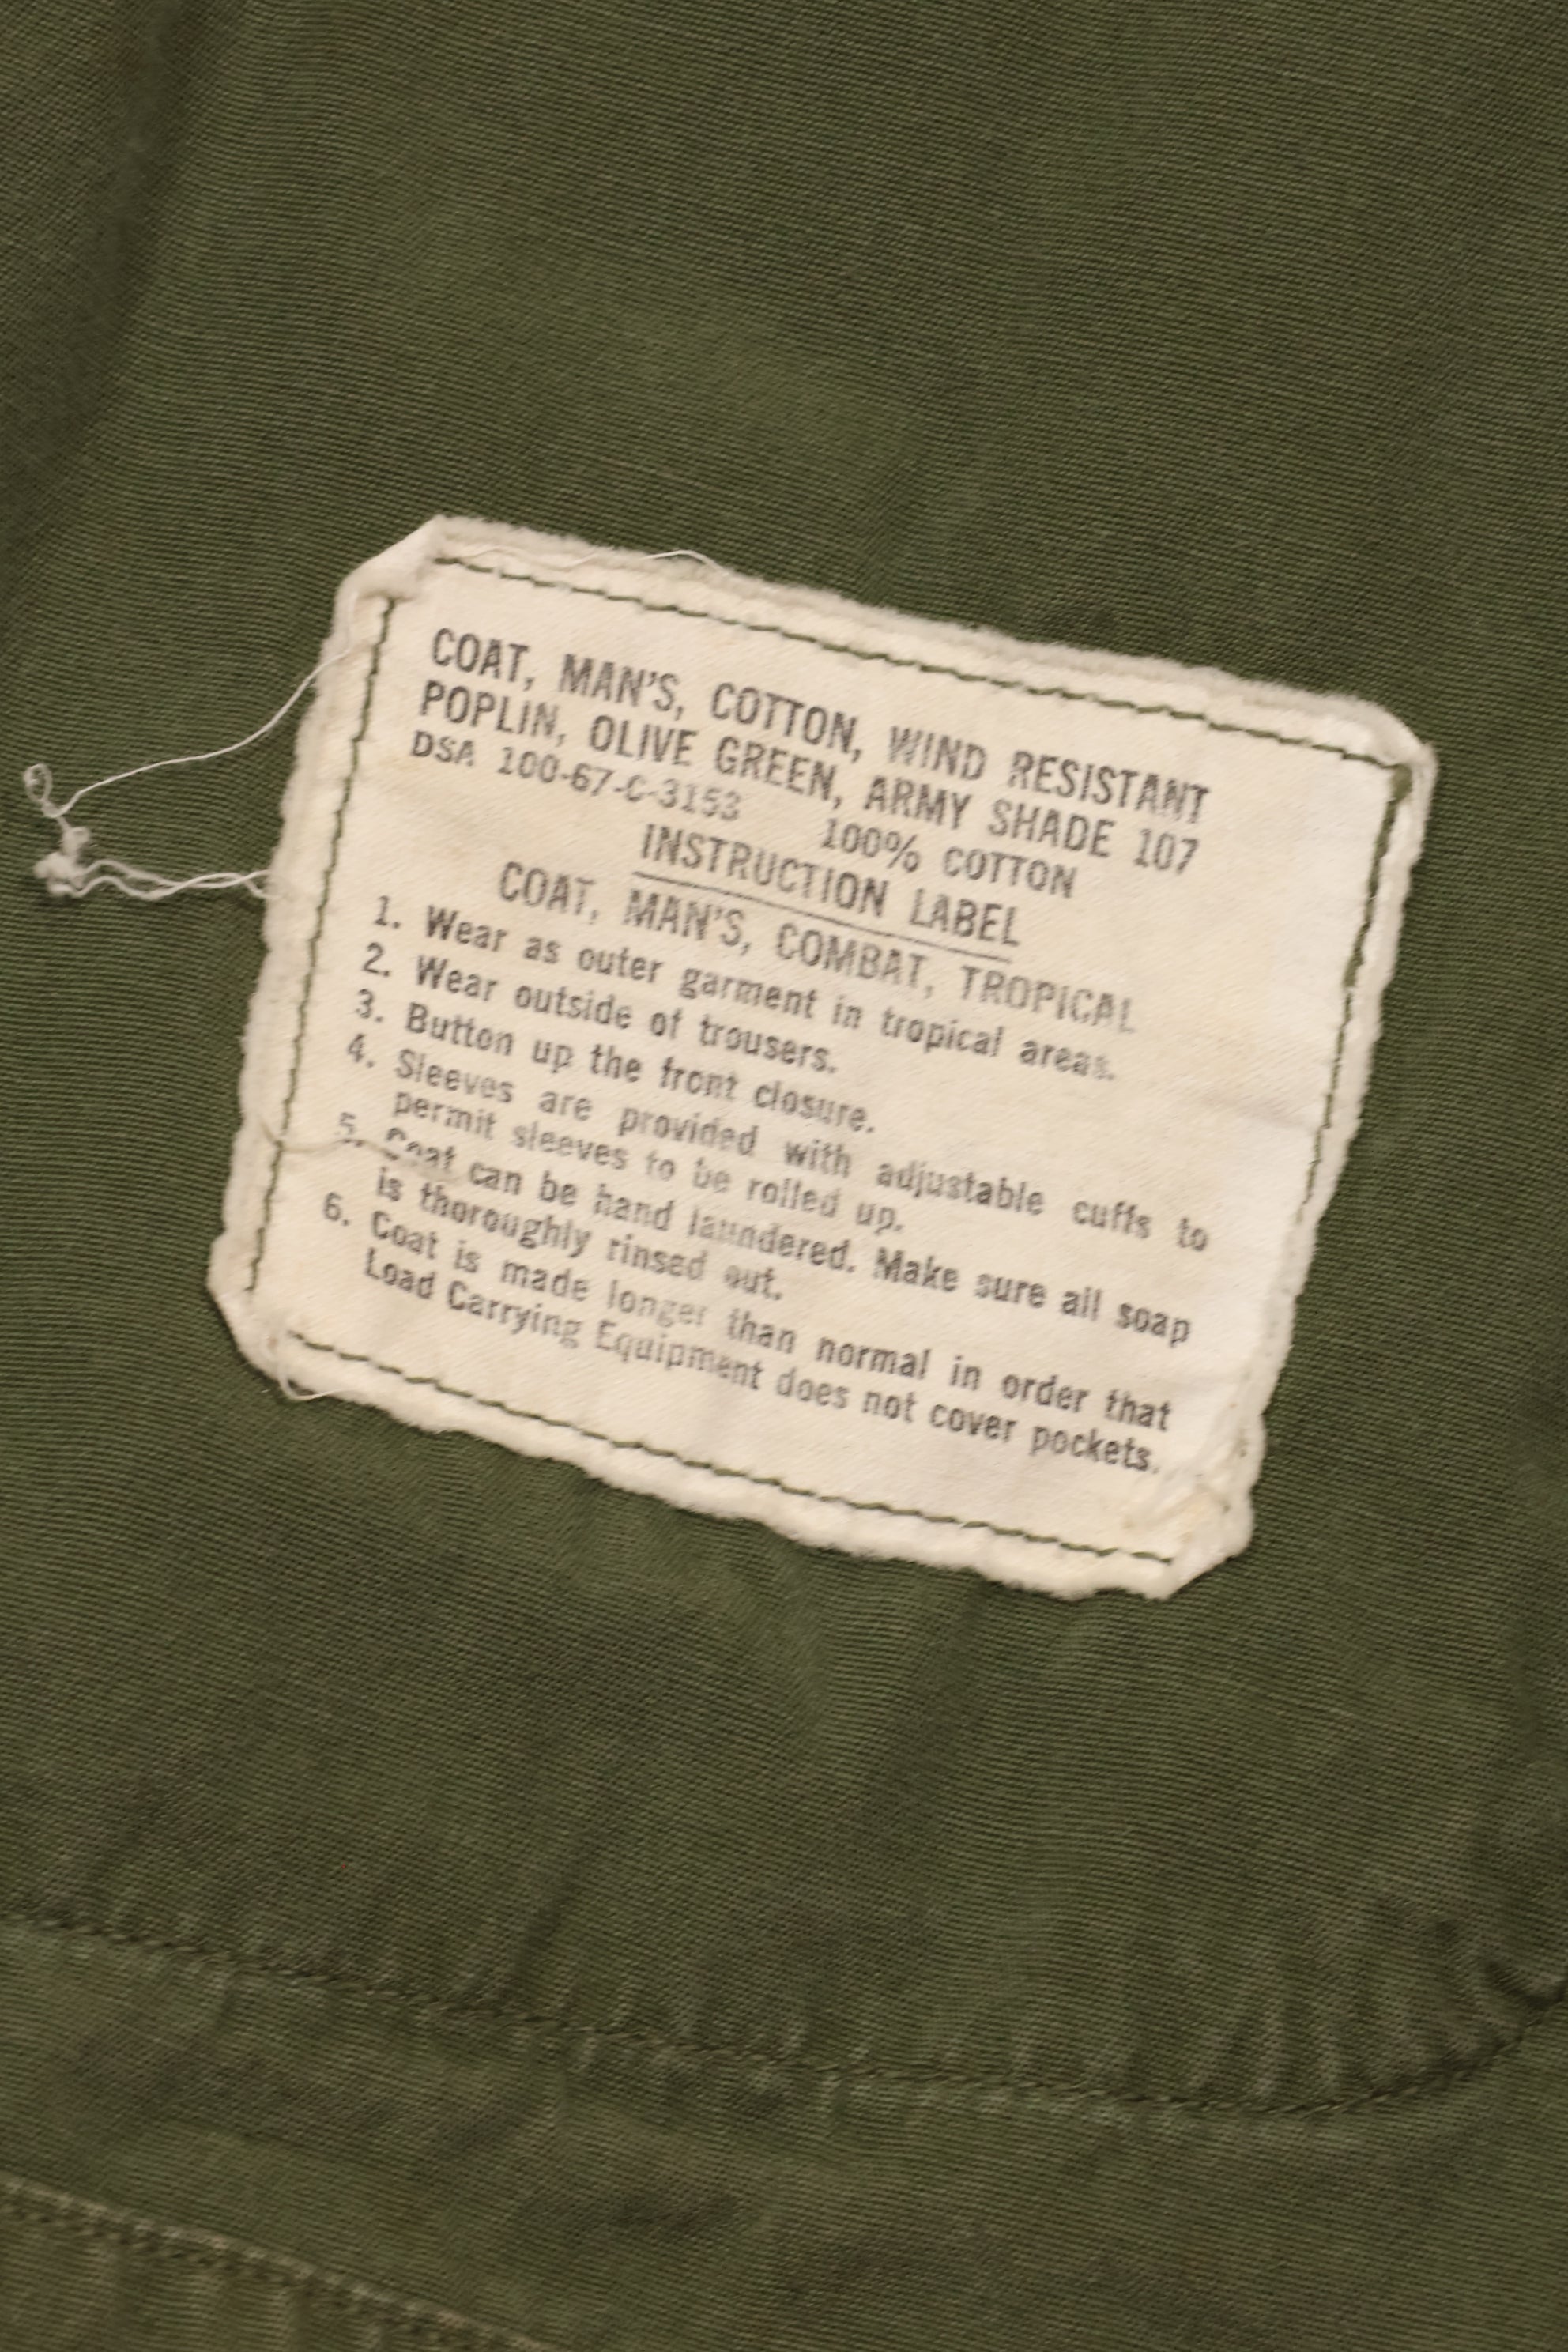 COAT, MAN'S, COTTON, WIND RESISTANT
POPLIN, OLIVE GREEN, ARMY SHADE 107
DSA 100-67-C-3153 100% COTTON
INSTRUCTION LABEL
COAT, MAN'S, COMBAT, TROPICAL
1. Wear as outer garment in tropical areas.
2. Wear outside of trousers.
3. Button up the front closure.
4. Sleeves are provided with adjustable cuffs to
permit sleeves to be rolled up.
5. Coat can be hand laundered. Make sure all soap
is thoroughly rinsed out.
6. Coat is made longer than normal in order that
Load Carrying Equipment does not cover pockets.